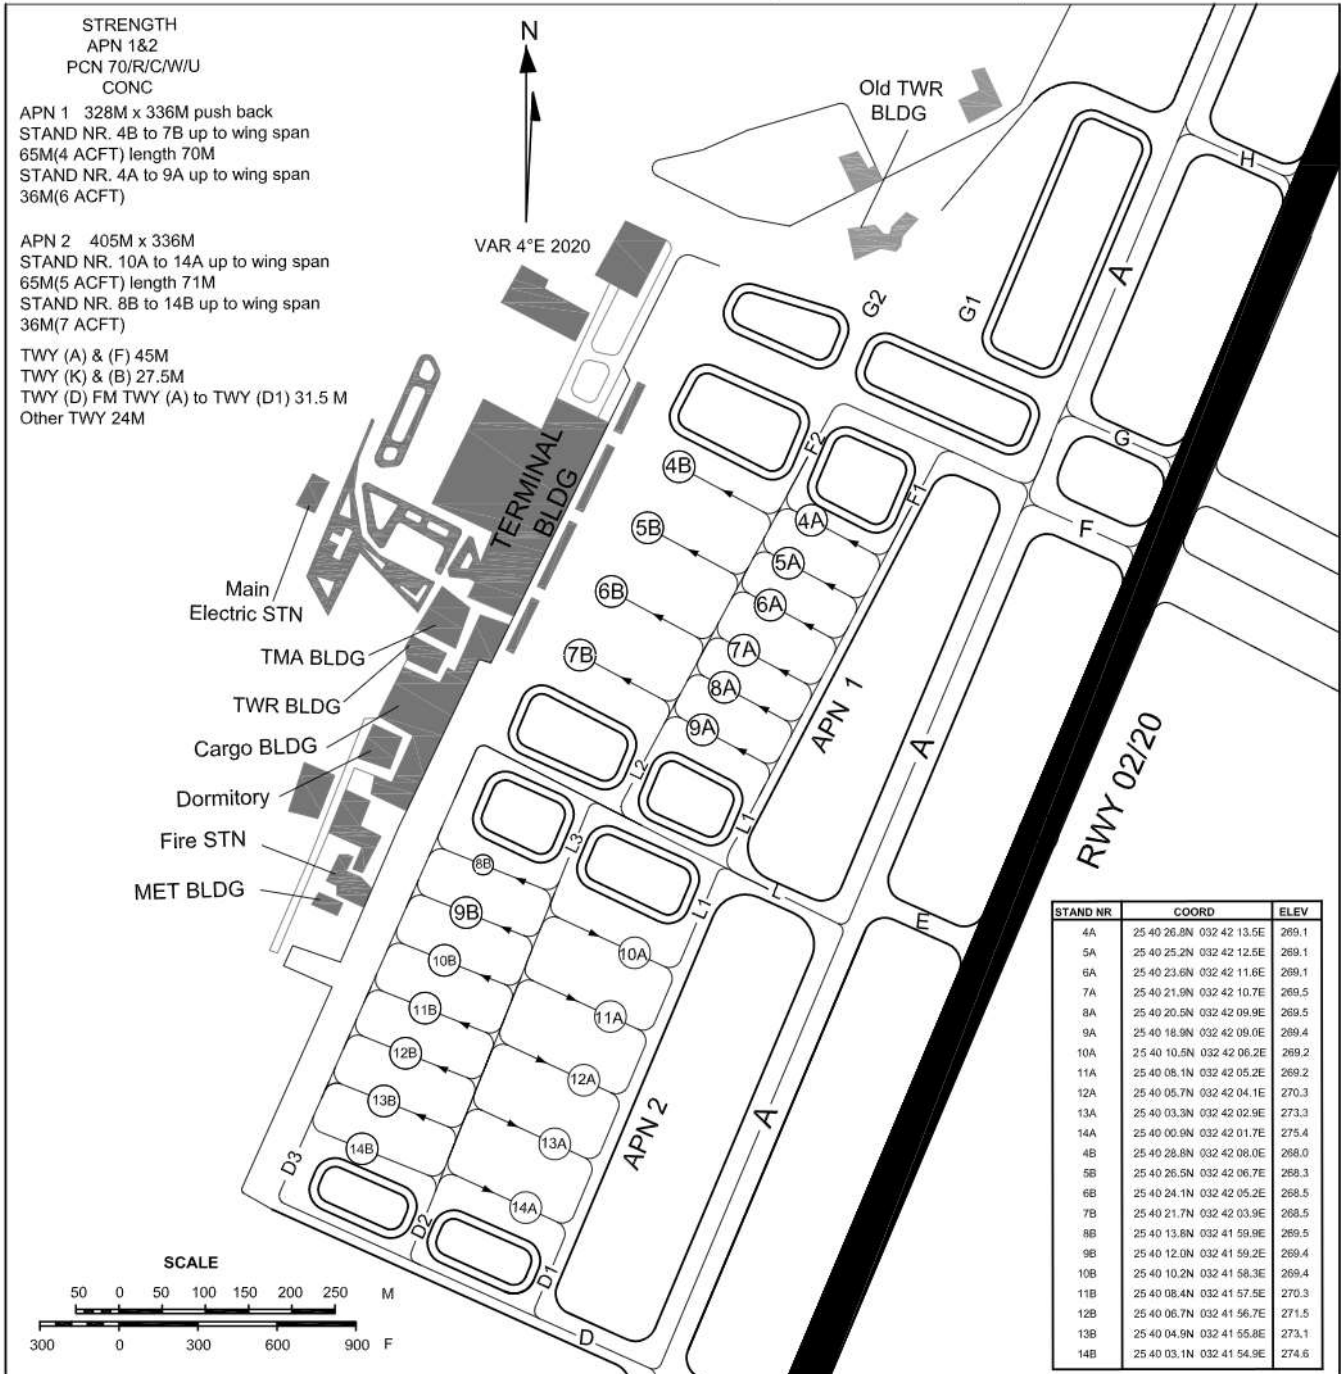 STRENGTH
APN 1&2
PCN 70/R/C/W/U
CONC
APN 1 328M x 336M push back
STAND NR. 4B to 7B up to wing span
65M(4 ACFT) length 70M
STAND NR. 4A to 9A up to wing span
36M(6 ACFT)
APN 2 405M x 336M
STAND NR. 10A to 14A up to wing span
65M(5 ACFT) length 71M
STAND NR. 8B to 14B up to wing span
36M(7 ACFT)
TWY (A) & (F) 45M
TWY (K) & (B) 27.5M
TWY (D) FM TWY (A) to TWY (D1) 31.5 M
Other TWY 24M
N
VAR 4°E 2020
Old TWR
BLDG
H
A
G2
G1
G
F
F2
F1
TERMINAL
BLDG
4B
5B
6B
7B
4A
5A
6A
7A
8A
9A
APN 1
A
RWY 02/20
Main
Electric STN
TMA BLDG
TWR BLDG
Cargo BLDG
Dormitory
Fire STN
MET BLDG
L2
L1
L3
L1
L
E
8B
9B
10B
11B
12B
13B
14B
10A
11A
12A
13A
14A
APN 2
A
D3
D2
D1
D
SCALE
50 0 50 100 150 200 250 M
300 0 300 600 900 F
STAND NR COORD ELEV
4A 25 40 26.8N 032 42 13.5E 269.1
5A 25 40 25.2N 032 42 12.5E 269.1
6A 25 40 23.6N 032 42 11.6E 269.1
7A 25 40 21.9N 032 42 10.7E 269.5
8A 25 40 20.5N 032 42 09.9E 269.5
9A 25 40 18.9N 032 42 09.0E 269.4
10A 25 40 10.5N 032 42 06.2E 269.2
11A 25 40 08.1N 032 42 05.2E 269.2
12A 25 40 05.7N 032 42 04.1E 270.3
13A 25 40 03.3N 032 42 02.9E 273.3
14A 25 40 00.9N 032 42 01.7E 275.4
4B 25 40 28.8N 032 42 08.0E 268.0
5B 25 40 26.5N 032 42 06.7E 268.3
6B 25 40 24.1N 032 42 05.2E 268.5
7B 25 40 21.7N 032 42 03.9E 268.5
8B 25 40 13.8N 032 41 59.9E 269.5
9B 25 40 12.0N 032 41 59.2E 269.4
10B 25 40 10.2N 032 41 58.3E 269.4
11B 25 40 08.4N 032 41 57.5E 270.3
12B 25 40 06.7N 032 41 56.7E 271.5
13B 25 40 04.9N 032 41 55.8E 273.1
14B 25 40 03.1N 032 41 54.9E 274.6